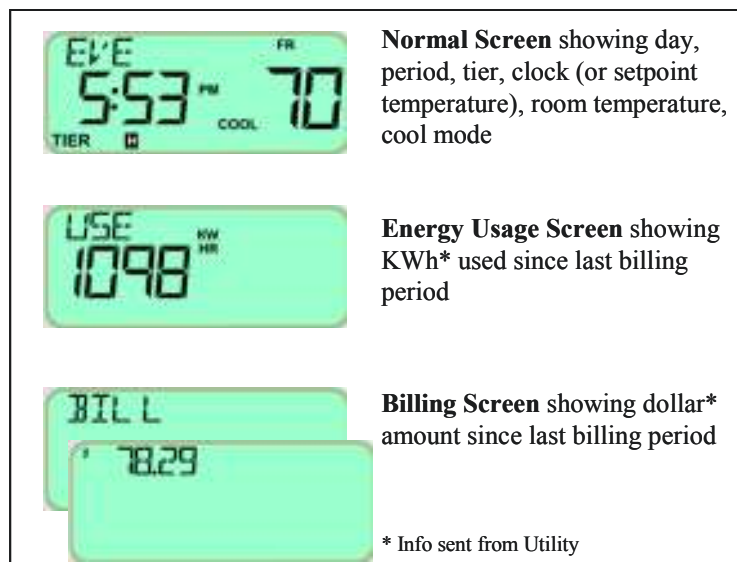 EVE
FR
5:53 PM
COOL
70
TIER H
Normal Screen showing day,
period, tier, clock (or setpoint
temperature), room temperature,
cool mode
USE
1098
KW
HR
Energy Usage Screen showing
KWh* used since last billing
period
BILL
78.29
Billing Screen showing dollar*
amount since last billing period
* Info sent from Utility